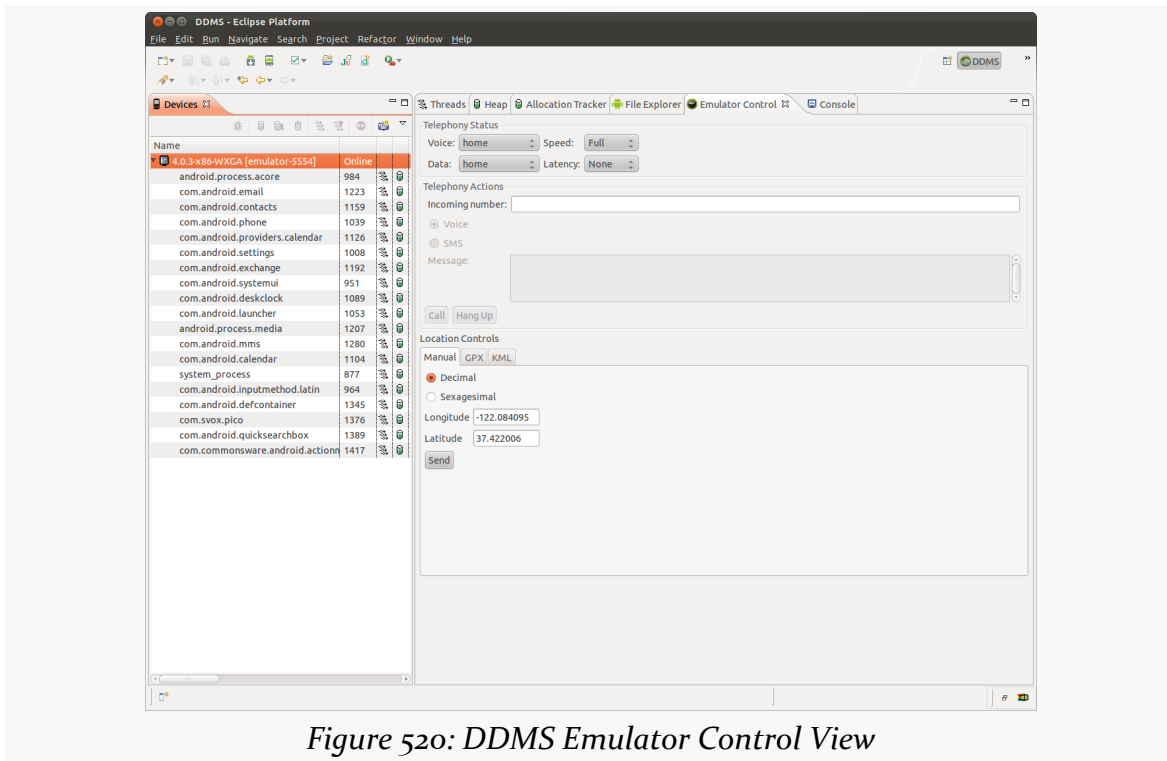 DDMS - Eclipse Platform
File Edit Run Navigate Search Project Refactor Window Help
DDMS »
Devices
Threads Heap Allocation Tracker File Explorer Emulator Control Console
Name
4.0.3-x86-WXGA [emulator-5554] Online
android.process.acore 984
com.android.email 1223
com.android.contacts 1159
com.android.phone 1039
com.android.providers.calendar 1126
com.android.settings 1008
com.android.exchange 1192
com.android.systemui 951
com.android.deskclock 1089
com.android.launcher 1053
android.process.media 1207
com.android.mms 1280
com.android.calendar 1104
system_process 877
com.android.inputmethod.latin 964
com.android.defcontainer 1345
com.svox.pico 1376
com.android.quicksearchbox 1389
com.commonsware.android.actionn 1417
Telephony Status
Voice: home Speed: Full
Data: home Latency: None
Telephony Actions
Incoming number:
Voice
SMS
Message:
Call Hang Up
Location Controls
Manual GPX KML
Decimal
Sexagesimal
Longitude -122.084095
Latitude 37.422006
Send
Figure 520: DDMS Emulator Control View